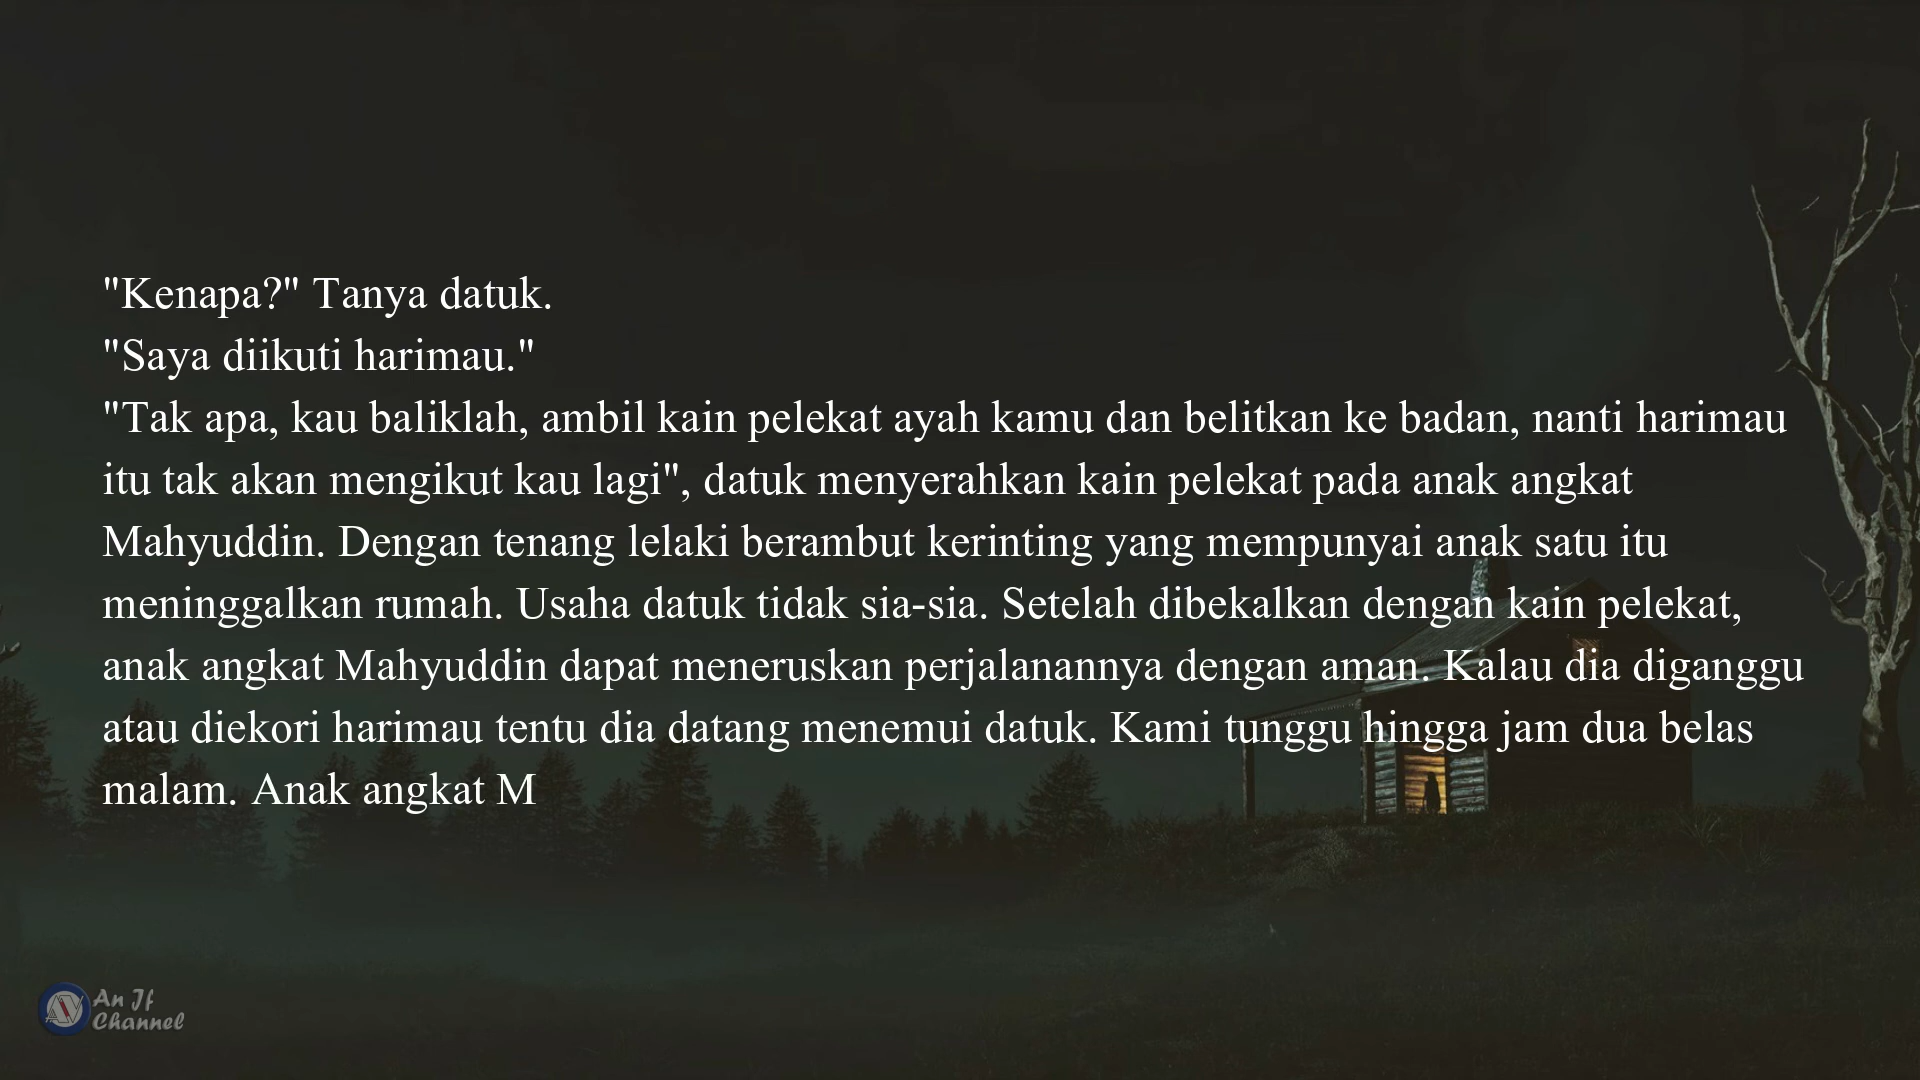 "Kenapa?" Tanya datuk.
"Saya diikuti harimau."
"Tak apa, kau baliklah, ambil kain pelekat ayah kamu dan belitkan ke badan, nanti harimau
itu tak akan mengikut kau lagi", datuk menyerahkan kain pelekat pada anak angkat
Mahyuddin. Dengan tenang lelaki berambut kerinting yang mempunyai anak satu itu
meninggalkan rumah. Usaha datuk tidak sia-sia. Setelah dibekalkan dengan kain pelekat,
anak angkat Mahyuddin dapat meneruskan perjalanannya dengan aman. Kalau dia diganggu
atau diekori harimau tentu dia datang menemui datuk. Kami tunggu hingga jam dua belas
malam. Anak angkat M
An If
Channel